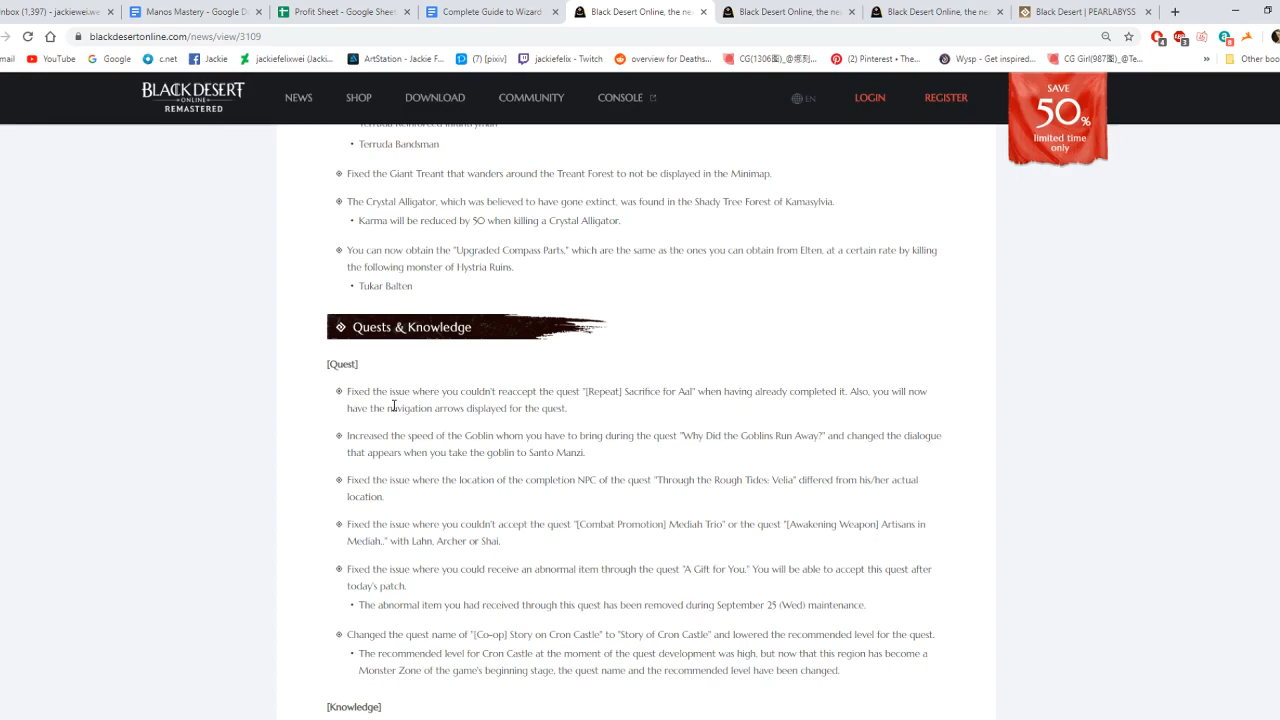 nbox (1,397) - jackiewei.we
Manos Mastery - Google D
Profit Sheet - Google Sheets
Complete Guide to Wizard
Black Desert Online, the ne
Black Desert Online, the ne
Black Desert Online, the ne
Black Desert | PEARLABYSS
blackdesertonline.com/news/view/3109
mail
YouTube
Google
c.net
Jackie
jackiefelixwei (Jacki...
ArtStation - Jackie F...
(7) [pixiv]
jackiefelix - Twitch
overview for Deaths...
Pinterest • The...
Wysp - Get inspired...
Other boo
BLACK DESERT
ONLINE
REMASTERED
NEWS
SHOP
DOWNLOAD
COMMUNITY
CONSOLE
EN
LOGIN
REGISTER
SAVE
50%
limited time
only
Terruda Reinforced Infantryman
• Terruda Bandsman
Fixed the Giant Treant that wanders around the Treant Forest to not be displayed in the Minimap.
The Crystal Alligator, which was believed to have gone extinct, was found in the Shady Tree Forest of Kamasylvia.
• Karma will be reduced by 50 when killing a Crystal Alligator.
You can now obtain the "Upgraded Compass Parts," which are the same as the ones you can obtain from Elten, at a certain rate by killing
the following monster of Hystria Ruins.
• Tukar Balten
Quests & Knowledge
[Quest]
Fixed the issue where you couldn't reaccept the quest "[Repeat] Sacrifice for Aal" when having already completed it. Also, you will now
have the navigation arrows displayed for the quest.
Increased the speed of the Goblin whom you have to bring during the quest "Why Did the Goblins Run Away?" and changed the dialogue
that appears when you take the goblin to Santo Manzi.
Fixed the issue where the location of the completion NPC of the quest "Through the Rough Tides: Velia" differed from his/her actual
location.
Fixed the issue where you couldn't accept the quest "[Combat Promotion] Mediah Trio" or the quest "[Awakening Weapon] Artisans in
Mediah.." with Lahn, Archer or Shai.
Fixed the issue where you could receive an abnormal item through the quest "A Gift for You." You will be able to accept this quest after
today's patch.
• The abnormal item you had received through this quest has been removed during September 25 (Wed) maintenance.
Changed the quest name of "[Co-op] Story on Cron Castle" to "Story of Cron Castle" and lowered the recommended level for the quest.
• The recommended level for Cron Castle at the moment of the quest development was high, but now that this region has become a
Monster Zone of the game's beginning stage, the quest name and the recommended level have been changed.
[Knowledge]